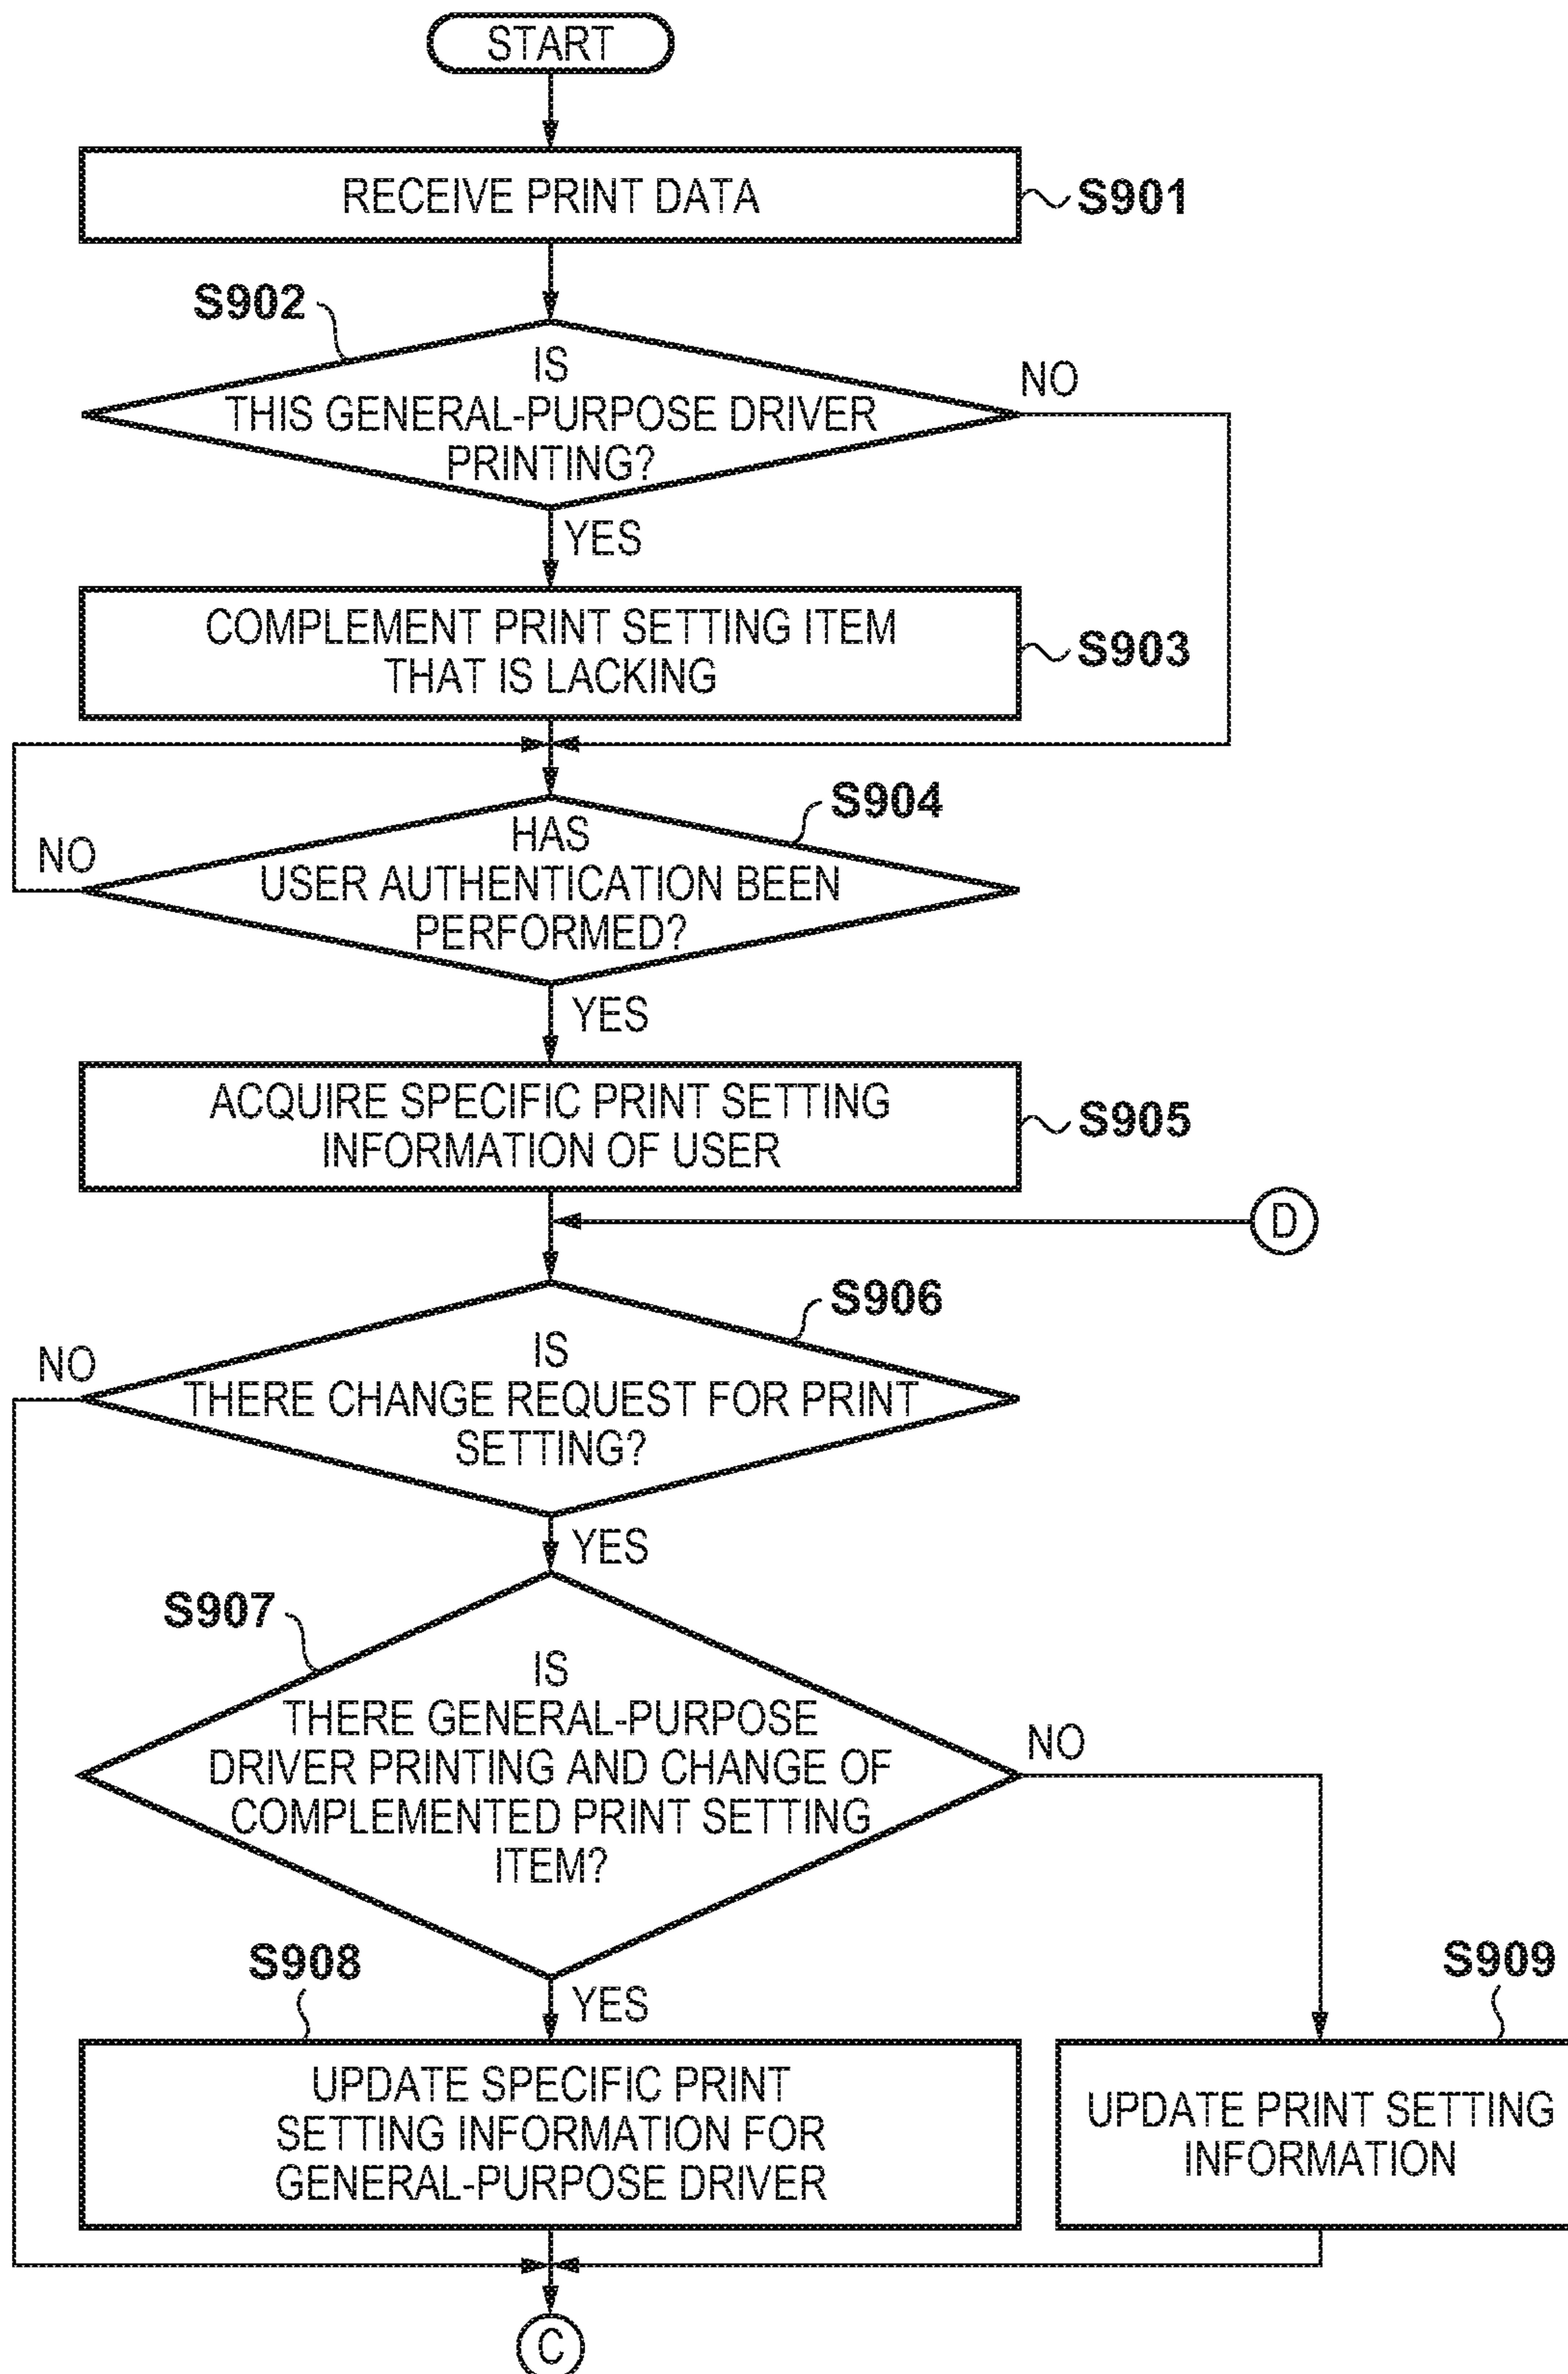 START
RECEIVE PRINT DATA
S901
S902
IS
THIS GENERAL-PURPOSE DRIVER
PRINTING?
NO
YES
COMPLEMENT PRINT SETTING ITEM
THAT IS LACKING
S903
S904
HAS
USER AUTHENTICATION BEEN
PERFORMED?
NO
YES
ACQUIRE SPECIFIC PRINT SETTING
INFORMATION OF USER
S905
D
S906
IS
THERE CHANGE REQUEST FOR PRINT
SETTING?
NO
YES
S907
IS
THERE GENERAL-PURPOSE
DRIVER PRINTING AND CHANGE OF
COMPLEMENTED PRINT SETTING
ITEM?
NO
YES
S908
UPDATE SPECIFIC PRINT
SETTING INFORMATION FOR
GENERAL-PURPOSE DRIVER
S909
UPDATE PRINT SETTING
INFORMATION
C